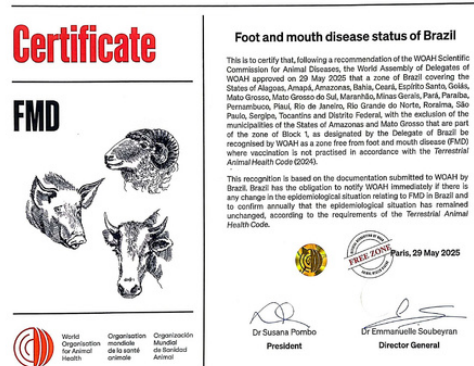 Certificate
FMD
World
Organisation
for Animal
Health
Organisation
mondiale
de la santé
animale
Organización
Mundial
de Sanidad
Animal
Foot and mouth disease status of Brazil
This is to certify that, following a recommendation of the WOAH Scientific
Commission for Animal Diseases, the World Assembly of Delegates of
WOAH approved on 29 May 2025 that a zone of Brazil covering the
States of Alagoas, Amapá, Amazonas, Bahia, Ceará, Espírito Santo, Goiás,
Mato Grosso, Mato Grosso do Sul, Maranhão, Minas Gerais, Pará, Paraíba,
Pernambuco, Piauí, Rio de Janeiro, Rio Grande do Norte, Roraima, São
Paulo, Sergipe, Tocantins and Distrito Federal, with the exclusion of the
municipalities of the States of Amazonas and Mato Grosso that are part
of the zone of Block 1, as designated by the Delegate of Brazil be
recognised by WOAH as a zone free from foot and mouth disease (FMD)
where vaccination is not practised in accordance with the Terrestrial
Animal Health Code (2024).
This recognition is based on the documentation submitted to WOAH by
Brazil. Brazil has the obligation to notify WOAH immediately if there is
any change in the epidemiological situation relating to FMD in Brazil and
to confirm annually that the epidemiological situation has remained
unchanged, according to the requirements of the Terrestrial Animal
Health Code.
FREE ZONE
Paris, 29 May 2025
Dr Susana Pombo
President
Dr Emmanuelle Soubeyran
Director General